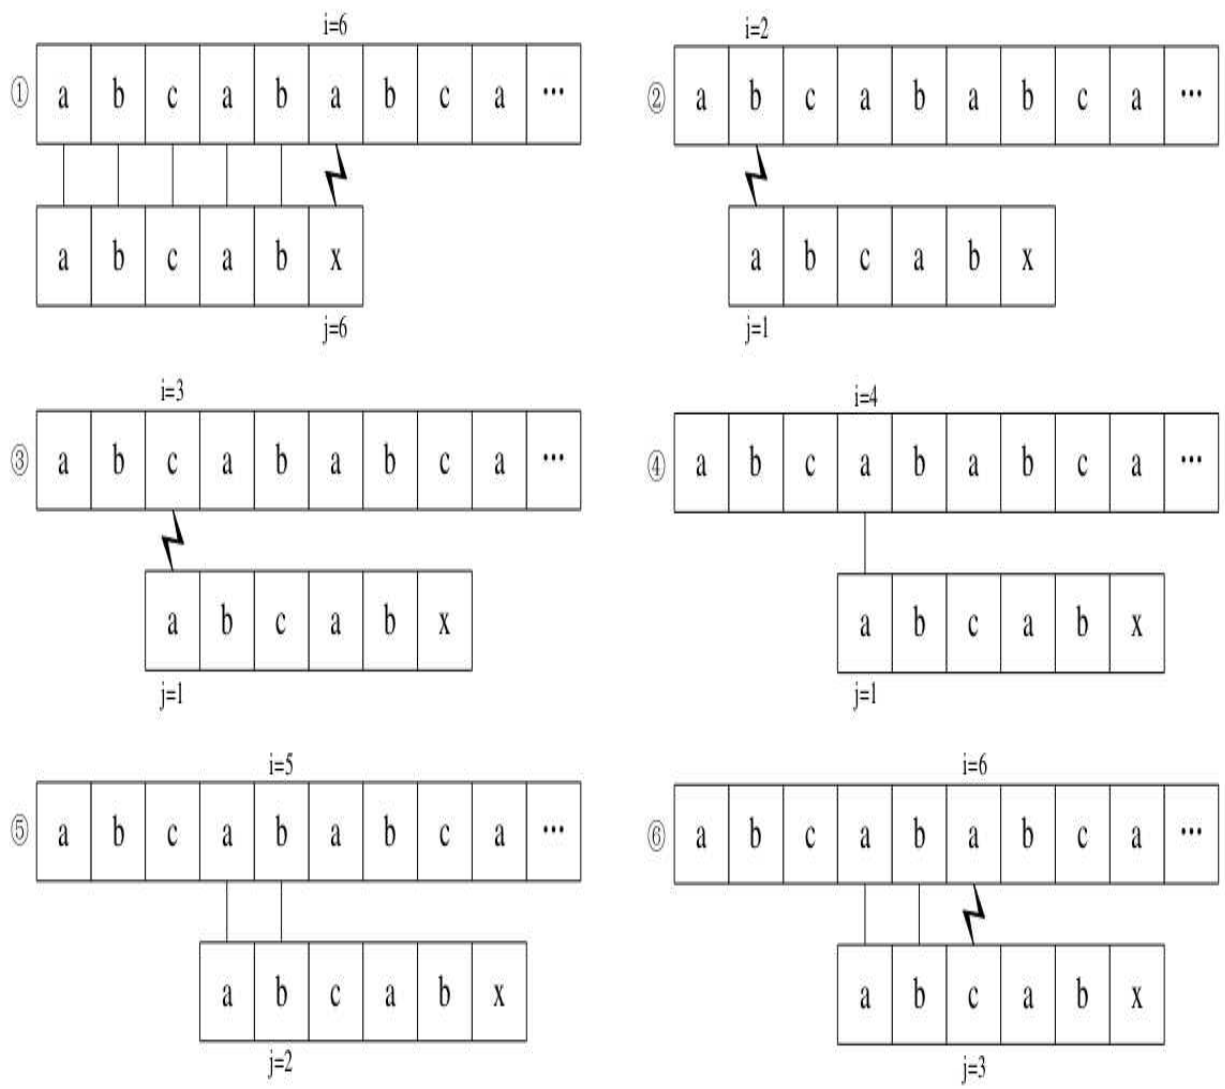 i=6
① a b c a b a b c a ···
a b c a b x
j=6
i=2
② a b c a b a b c a ···
a b c a b x
j=1
i=3
③ a b c a b a b c a ···
a b c a b x
j=1
i=4
④ a b c a b a b c a ···
a b c a b x
j=1
i=5
⑤ a b c a b a b c a ···
a b c a b x
j=2
i=6
⑥ a b c a b a b c a ···
a b c a b x
j=3